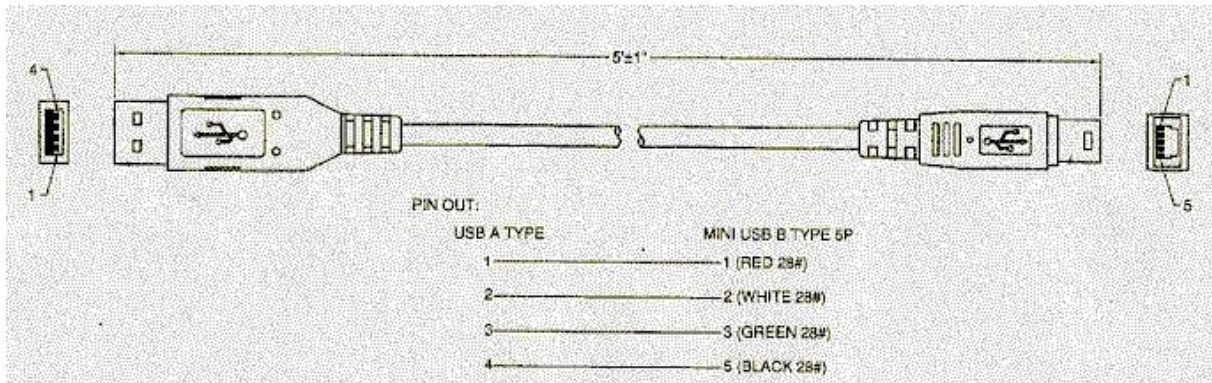 5'±1"
4
1
1
5
PIN OUT:
USB A TYPE MINI USB B TYPE 5P
1 1 (RED 28#)
2 2 (WHITE 28#)
3 3 (GREEN 28#)
4 5 (BLACK 28#)